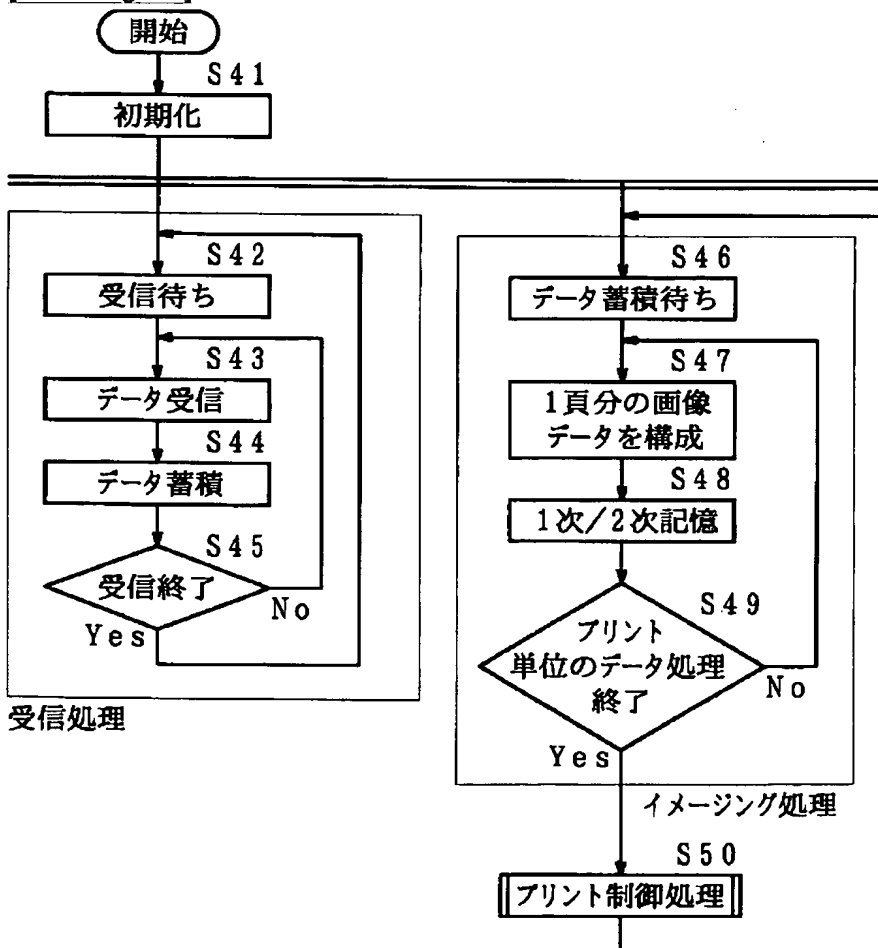 開始
S41
初期化
S42
受信待ち
S43
データ受信
S44
データ蓄積
S45
受信終了
No
Yes
受信処理
S46
データ蓄積待ち
S47
1頁分の画像
データを構成
S48
1次/2次記憶
S49
プリント
単位のデータ処理
終了
No
Yes
イメージング処理
S50
プリント制御処理